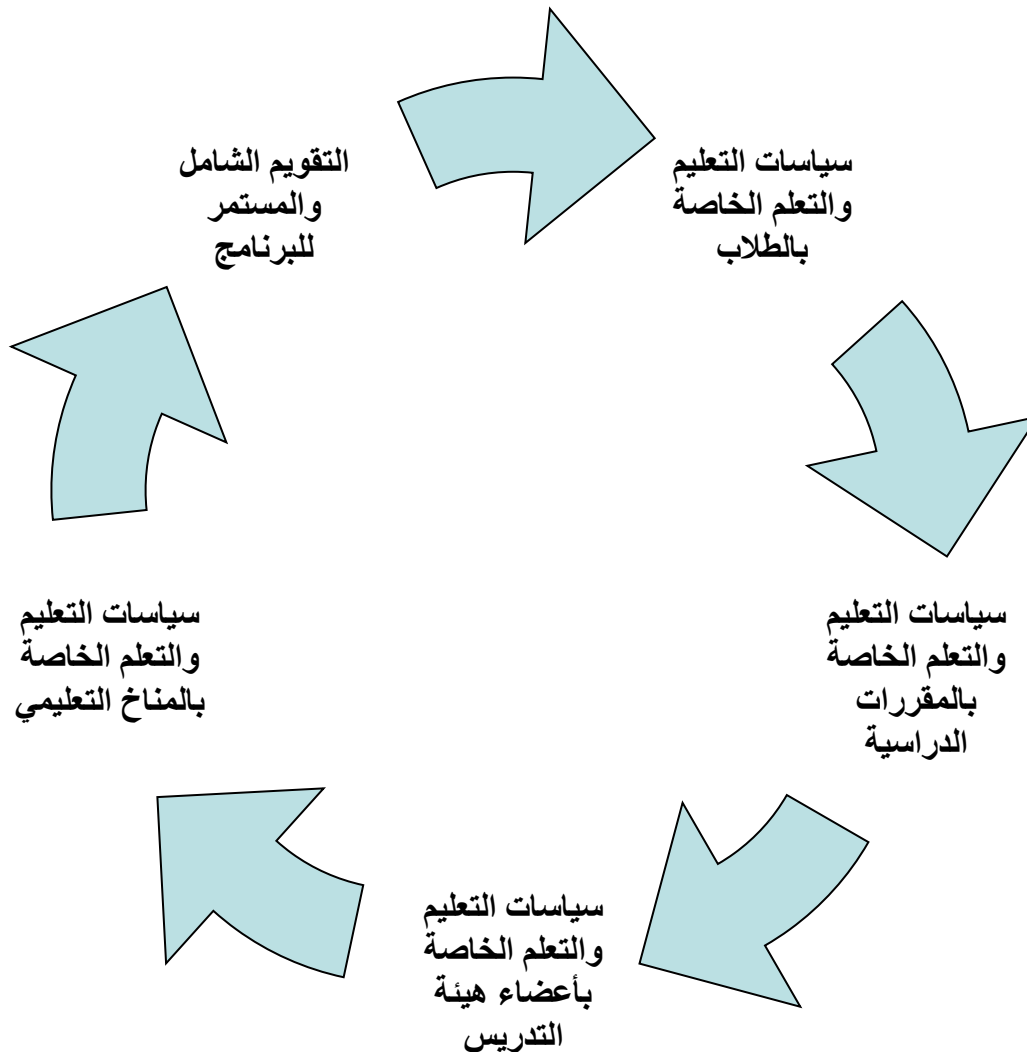 التقويم الشامل
والمستمر
للبرنامج
سياسات التعليم
والتعلم الخاصة
بالطلاب
سياسات التعليم
والتعلم الخاصة
بالمقررات
الدراسية
سياسات التعليم
والتعلم الخاصة
بأعضاء هيئة
التدريس
سياسات التعليم
والتعلم الخاصة
بالمناخ التعليمي